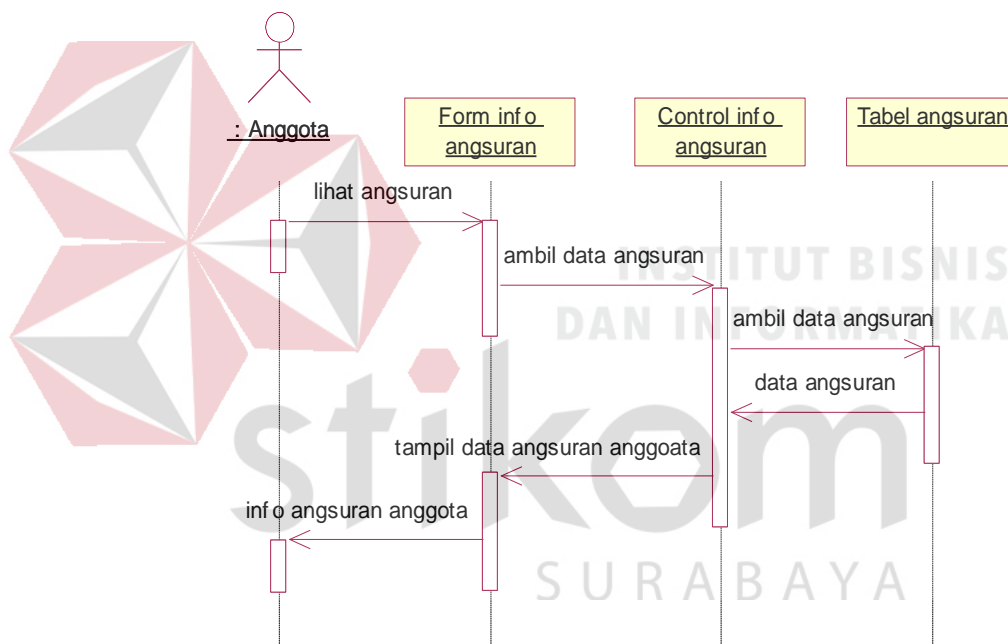 : Anggota
Form info
angsuran
Control info
angsuran
Tabel angsuran
lihat angsuran
ambil data angsuran
INSTITUT BISNIS
DAN INFORMATIKA
ambil data angsuran
data angsuran
tampil data angsuran anggoata
stikom
info angsuran anggota
SURABAYA